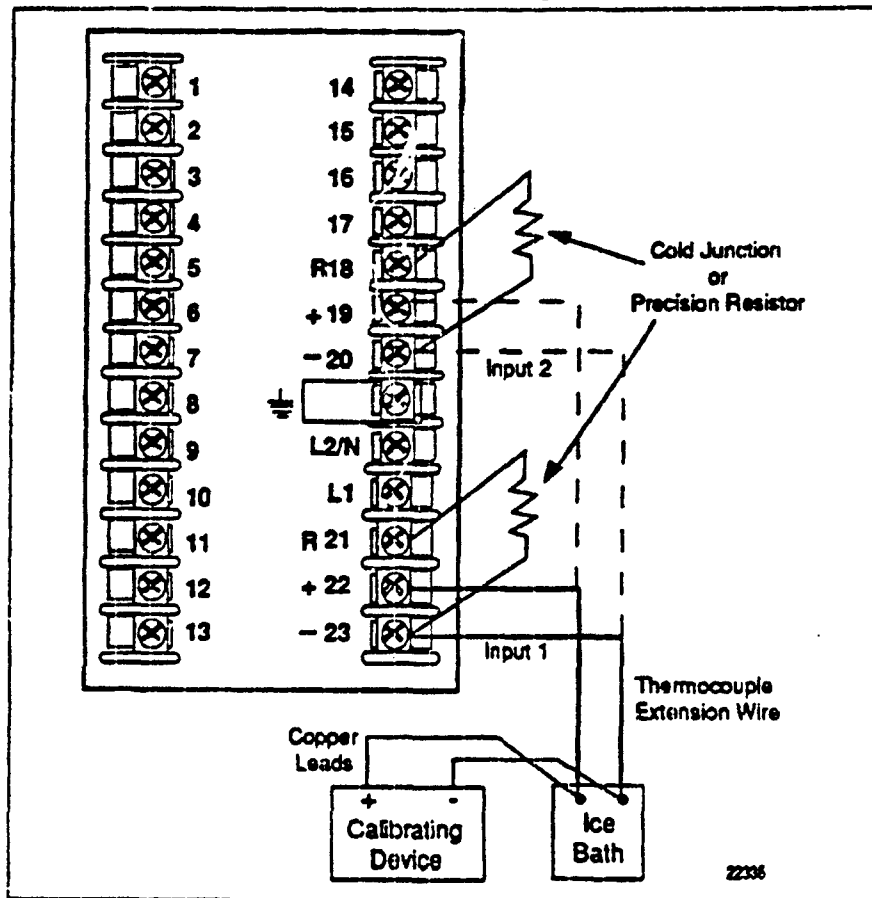 1
2
3
4
5
6
7
8
9
10
11
12
13
14
15
16
17
R18
+ 19
- 20
L2/N
L1
R 21
+ 22
- 23
Cold Junction
or
Precision Resistor
Input 2
Input 1
Thermocouple
Extension Wire
Copper
Leads
+ -
Calibrating
Device
Ice
Bath
22336